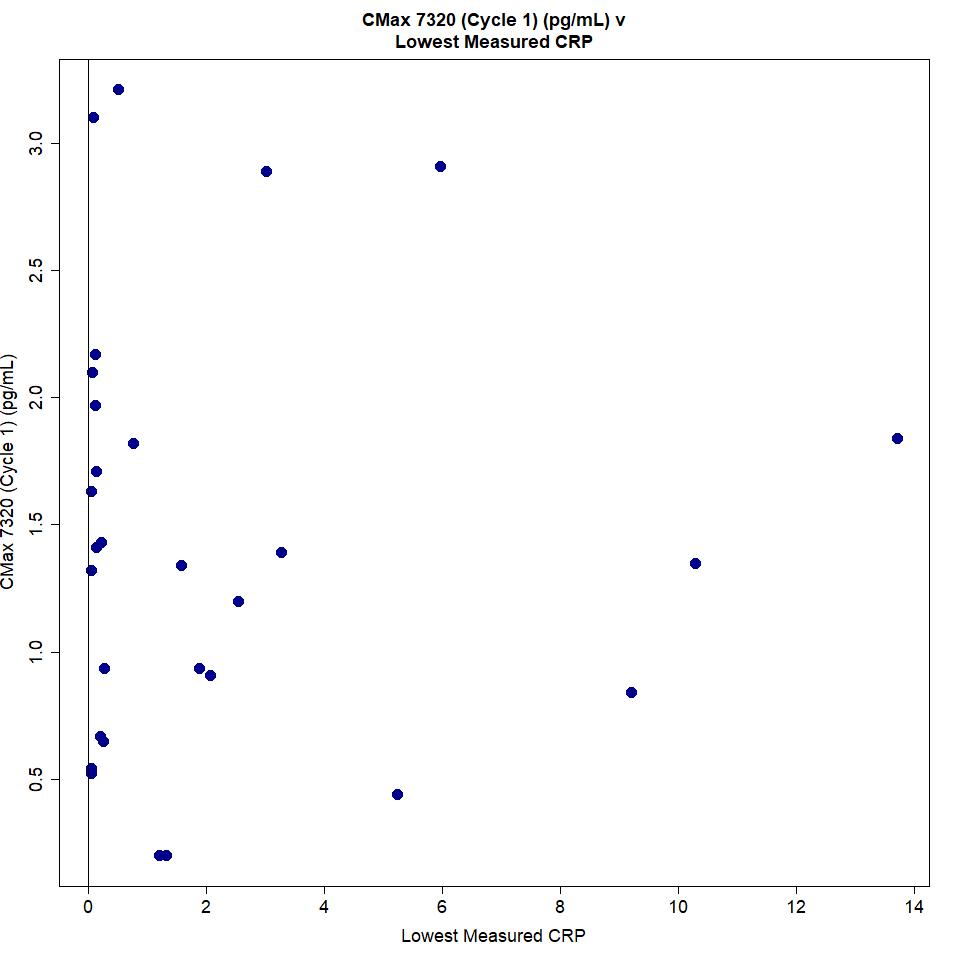 CMax 7320 (Cycle 1) (pg/mL) v
Lowest Measured CRP
CMax 7320 (Cycle 1) (pg/mL)
3.0
2.5
2.0
1.5
1.0
0.5
0 2 4 6 8 10 12 14
Lowest Measured CRP